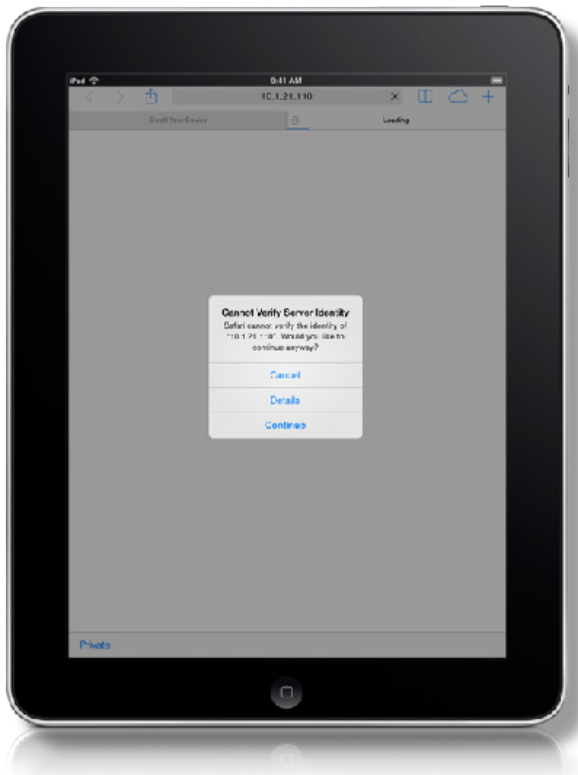 iPad 9:41 AM
10.1.21.110
Enroll Your Device Loading
Cannot Verify Server Identity
Safari cannot verify the identity of
"10.1.21.110". Would you like to
continue anyway?
Cancel
Details
Continue
Private